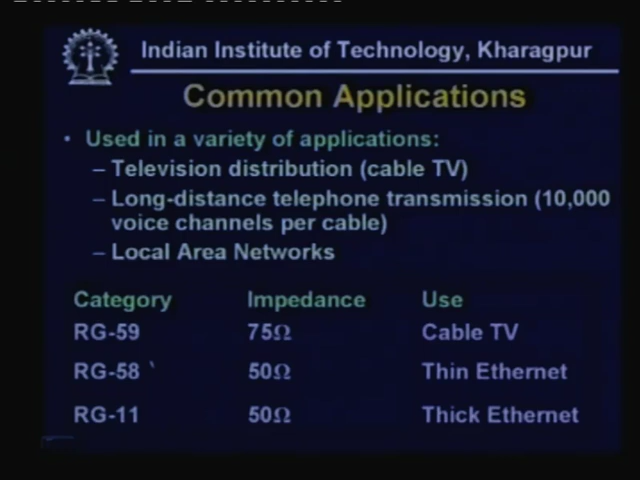 Indian Institute of Technology, Kharagpur
Common Applications
• Used in a variety of applications:
– Television distribution (cable TV)
– Long-distance telephone transmission (10,000
voice channels per cable)
– Local Area Networks
Category Impedance Use
RG-59 75Ω Cable TV
RG-58 ` 50Ω Thin Ethernet
RG-11 50Ω Thick Ethernet